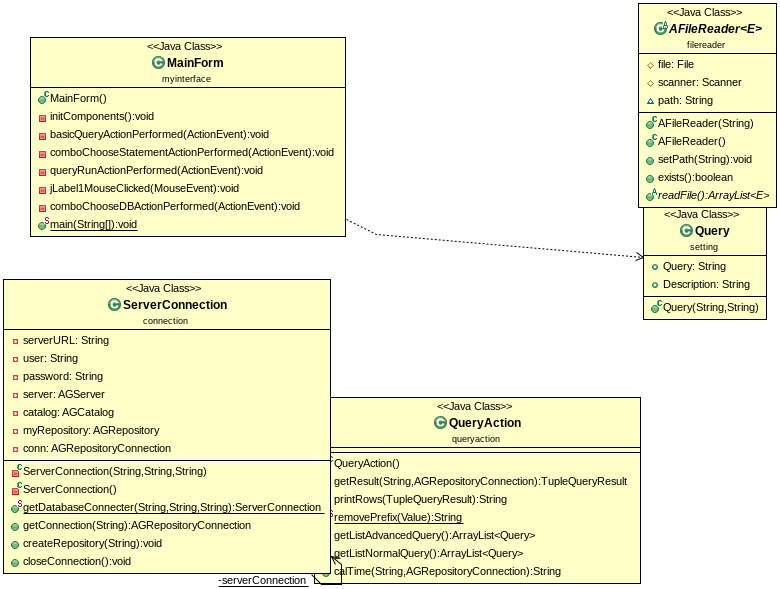 <<Java Class>>
MainForm
myinterface
MainForm()
initComponents():void
basicQueryActionPerformed(ActionEvent):void
comboChooseStatementActionPerformed(ActionEvent):void
queryRunActionPerformed(ActionEvent):void
jLabel1MouseClicked(MouseEvent):void
comboChooseDBActionPerformed(ActionEvent):void
main(String[]):void
<<Java Class>>
AFileReader<E>
filereader
file: File
scanner: Scanner
path: String
AFileReader(String)
AFileReader()
setPath(String):void
exists():boolean
readFile():ArrayList<E>
<<Java Class>>
Query
setting
Query: String
Description: String
Query(String,String)
<<Java Class>>
ServerConnection
connection
serverURL: String
user: String
password: String
server: AGServer
catalog: AGCatalog
myRepository: AGRepository
conn: AGRepositoryConnection
ServerConnection(String,String,String)
ServerConnection()
getDatabaseConnecter(String,String,String):ServerConnection
getConnection(String):AGRepositoryConnection
createRepository(String):void
closeConnection():void
<<Java Class>>
QueryAction
queryaction
QueryAction()
getResult(String,AGRepositoryConnection):TupleQueryResult
printRows(TupleQueryResult):String
removePrefix(Value):String
getListAdvancedQuery():ArrayList<Query>
getListNormalQuery():ArrayList<Query>
calTime(String,AGRepositoryConnection):String
-serverConnection